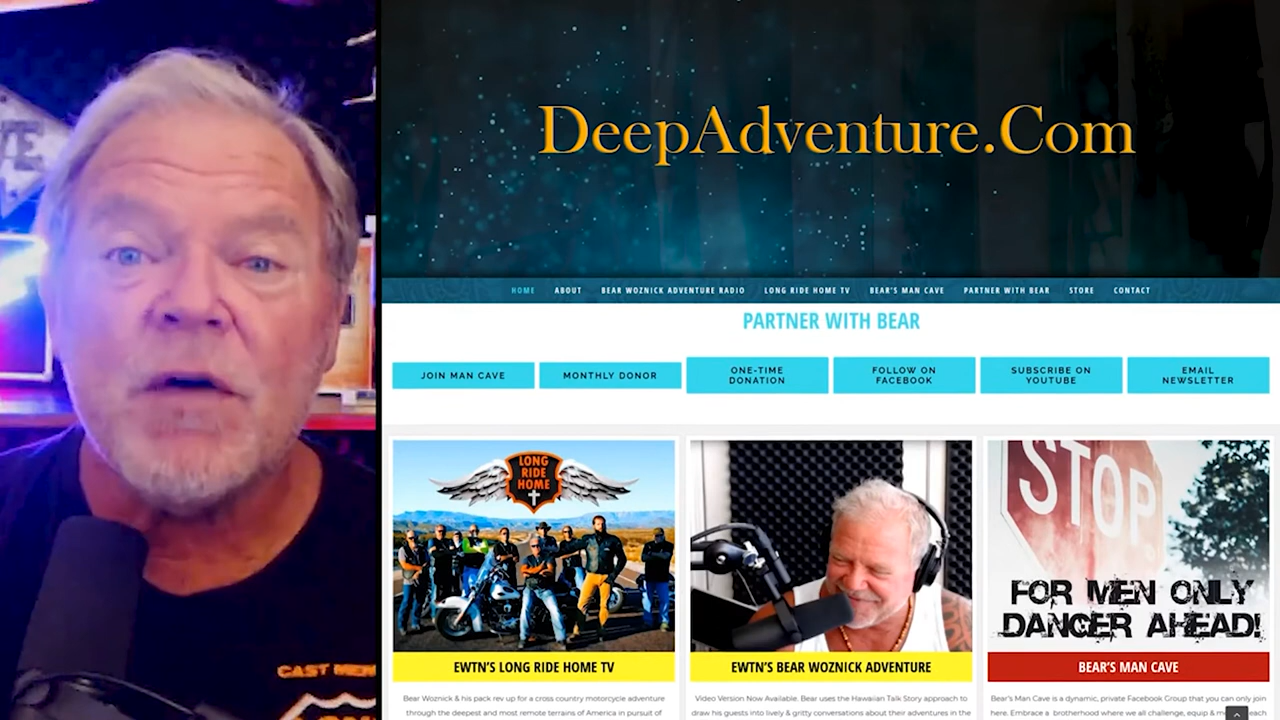 DeepAdventure.Com
HOME ABOUT BEAR WOZNICK ADVENTURE RADIO LONG RIDE HOME TV BEAR'S MAN CAVE PARTNER WITH BEAR STORE CONTACT
PARTNER WITH BEAR
JOIN MAN CAVE
MONTHLY DONOR
ONE-TIME
DONATION
FOLLOW ON
FACEBOOK
SUBSCRIBE ON
YOUTUBE
EMAIL
NEWSLETTER
LONG
RIDE
HOME
EWTN'S LONG RIDE HOME TV
Bear Woznick & his pack rev up for a cross country motorcycle adventure
through the deepest and most remote terrains of America in pursuit of
EWTN'S BEAR WOZNICK ADVENTURE
Video Version Now Available. Bear uses the Hawaiian Talk Story approach to
draw his guests into lively & gritty conversations about their adventures in the
STOP
FOR MEN ONLY
DANGER AHEAD!
BEAR'S MAN CAVE
Bear's Man Cave is a dynamic, private Facebook Group that you can only join
here. Embrace a brotherhood where we all challenge, equip & each
CAST